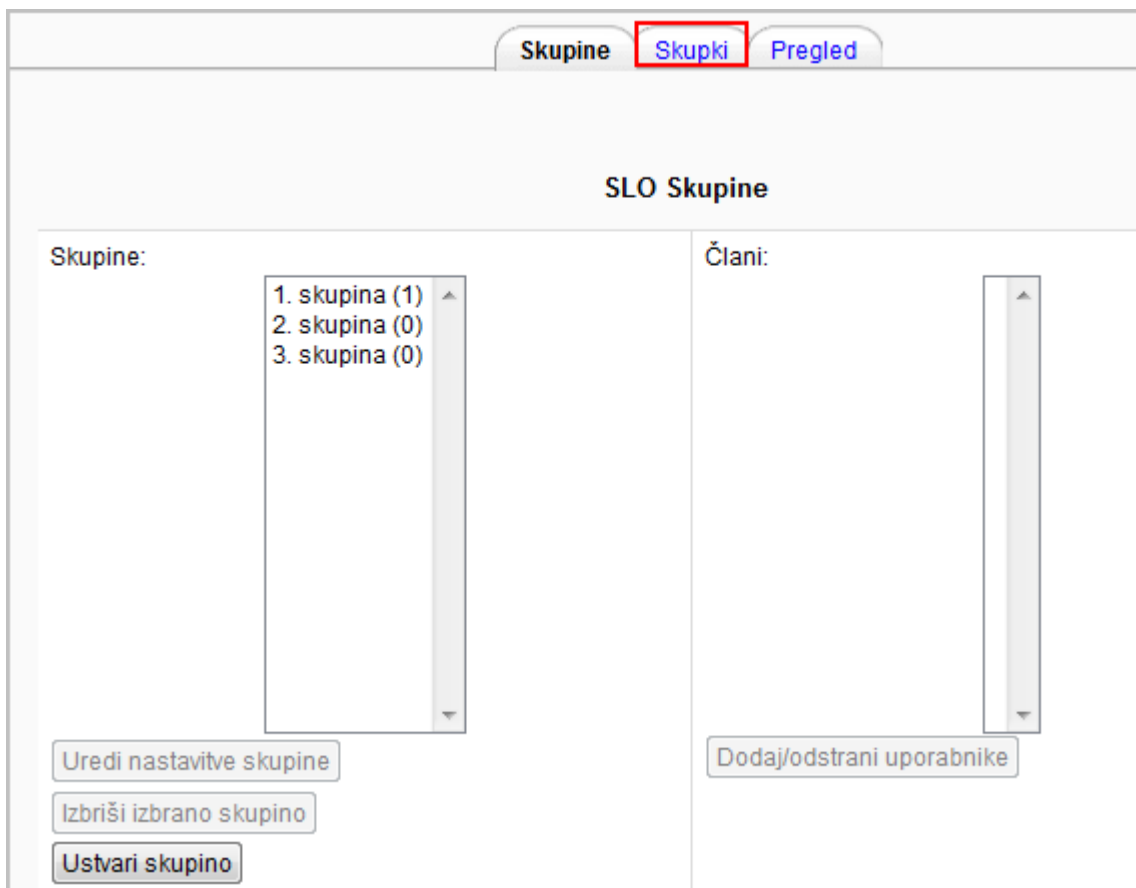 Skupine Skupki Pregled
SLO Skupine
Skupine:
1. skupina (1)
2. skupina (0)
3. skupina (0)
Uredi nastavitve skupine
Izbriši izbrano skupino
Ustvari skupino
Člani:
Dodaj/odstrani uporabnike